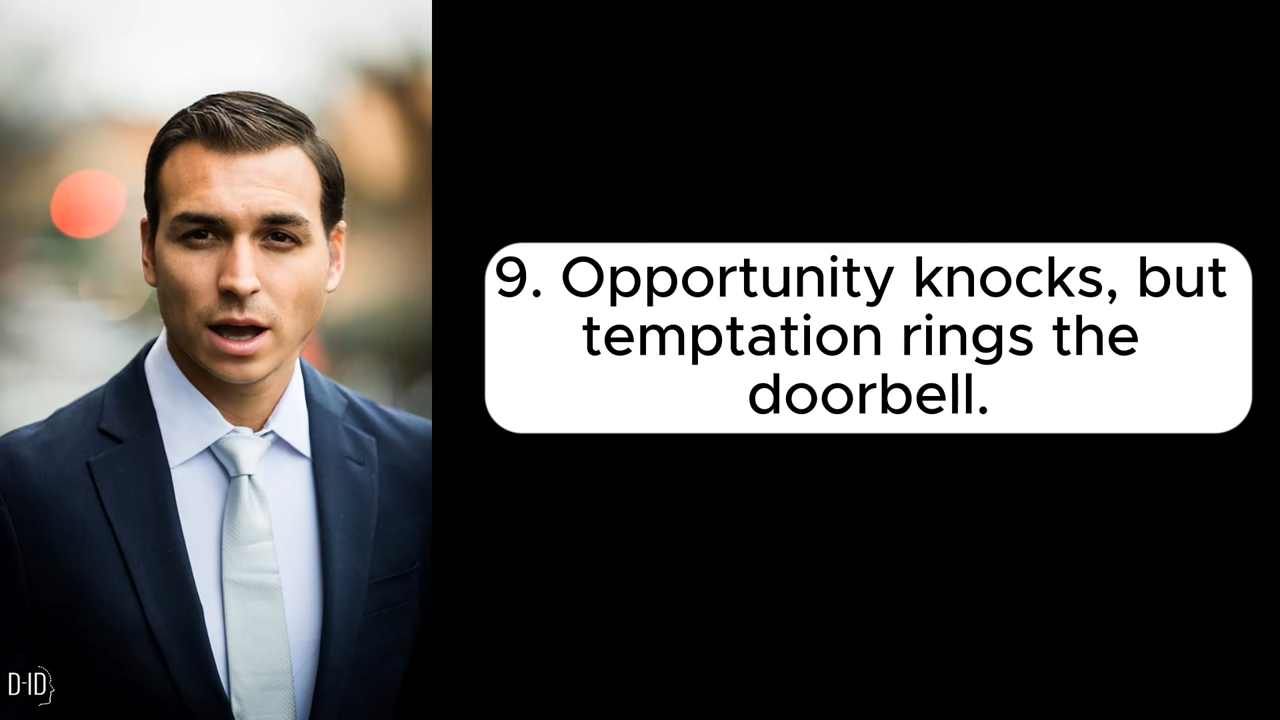 9. Opportunity knocks, but
temptation rings the
doorbell.
D-ID